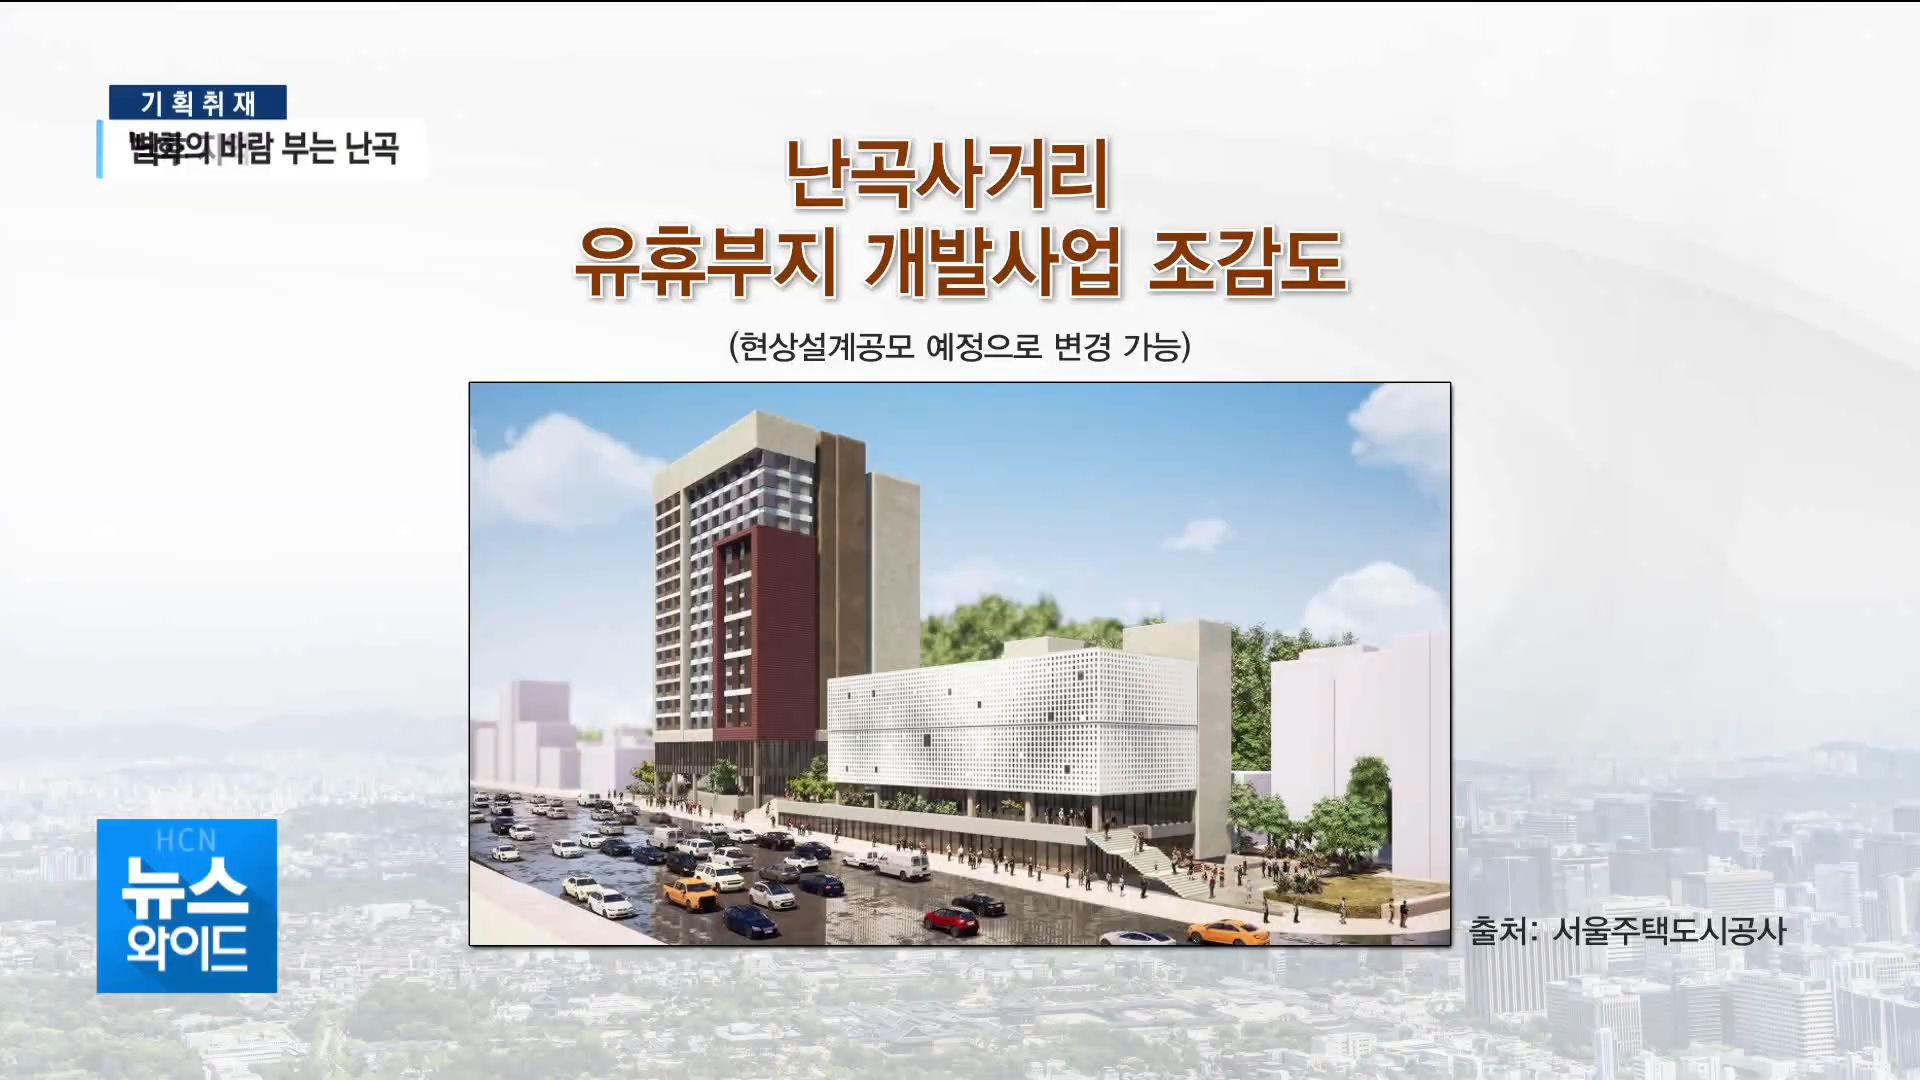 기획취재
바람 부는 난곡
난곡사거리
유휴부지 개발사업 조감도
(현상설계공모 예정으로 변경 가능)
HCN
뉴스
와이드
출처: 서울주택도시공사